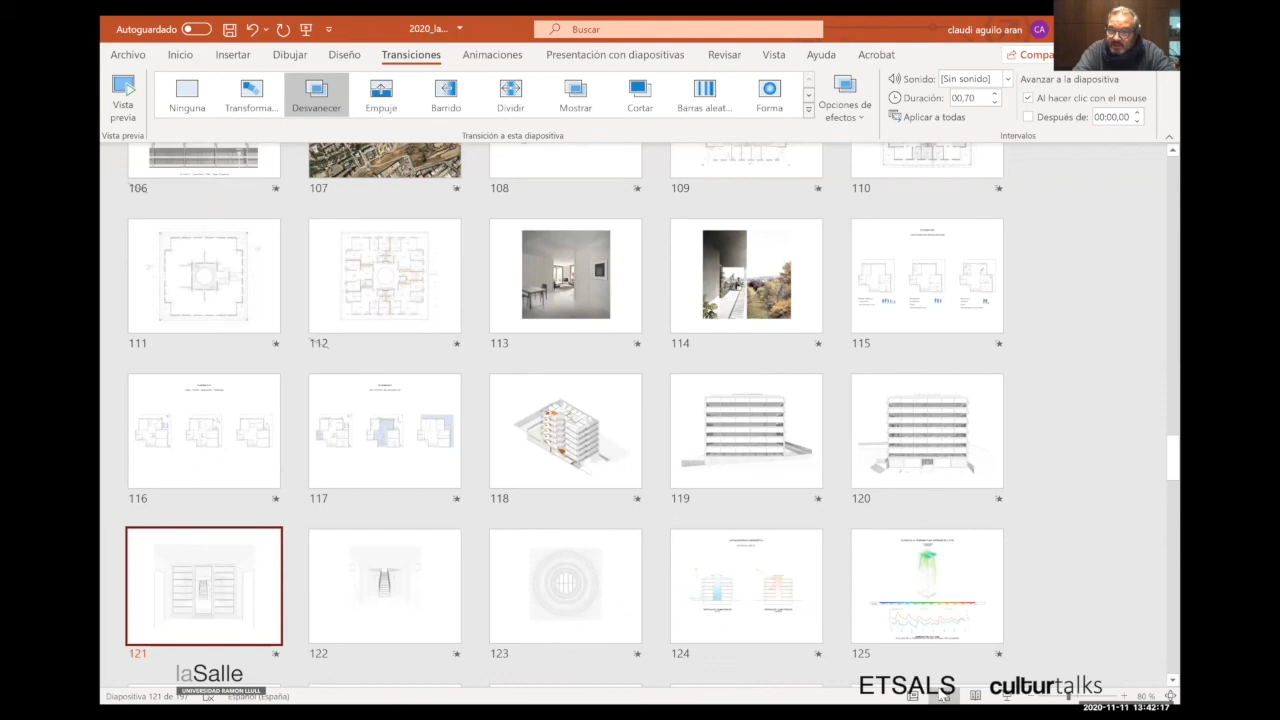 Autoguardado
2020_la...
Buscar
claudi aguilo aran
CA
Archivo Inicio Insertar Dibujar Diseño Transiciones Animaciones Presentación con diapositivas Revisar Vista Ayuda Acrobat Compa
Vista previa
Ninguna Transforma... Desvanecer Empuje Barrido Dividir Mostrar Cortar Barras aleat... Forma
Opciones de efectos
Sonido: [Sin sonido]
Duración: 00,70
Aplicar a todas
Avanzar a la diapositiva
Al hacer clic con el mouse
Después de: 00:00,00
Vista previa Transición a esta diapositiva Intervalos
106 107 108 109 110
111 112 113 114 115
116 117 118 119 120
121 122 123 124 125
laSalle
UNIVERSIDAD RAMON LLULL
ETSALS culturtalks
Diapositiva 121 de 197 Español (España) 80 %
2020-11-11 13:42:17